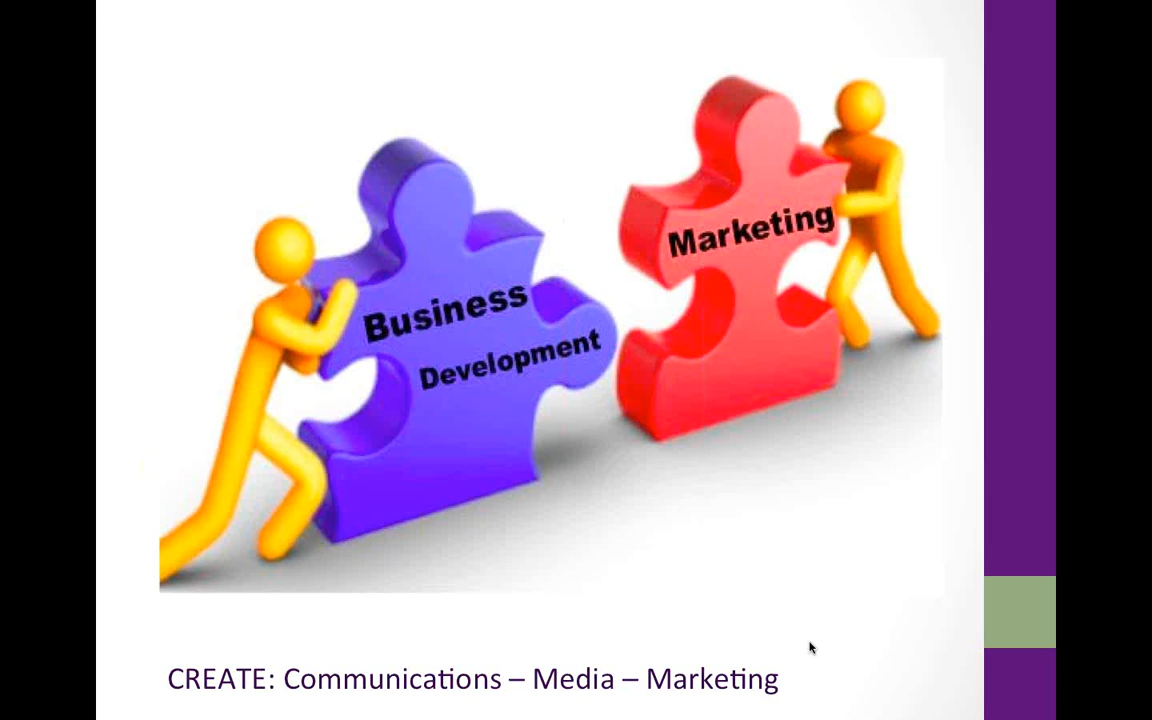 Business
Development
Marketing
CREATE: Communications – Media – Marketing